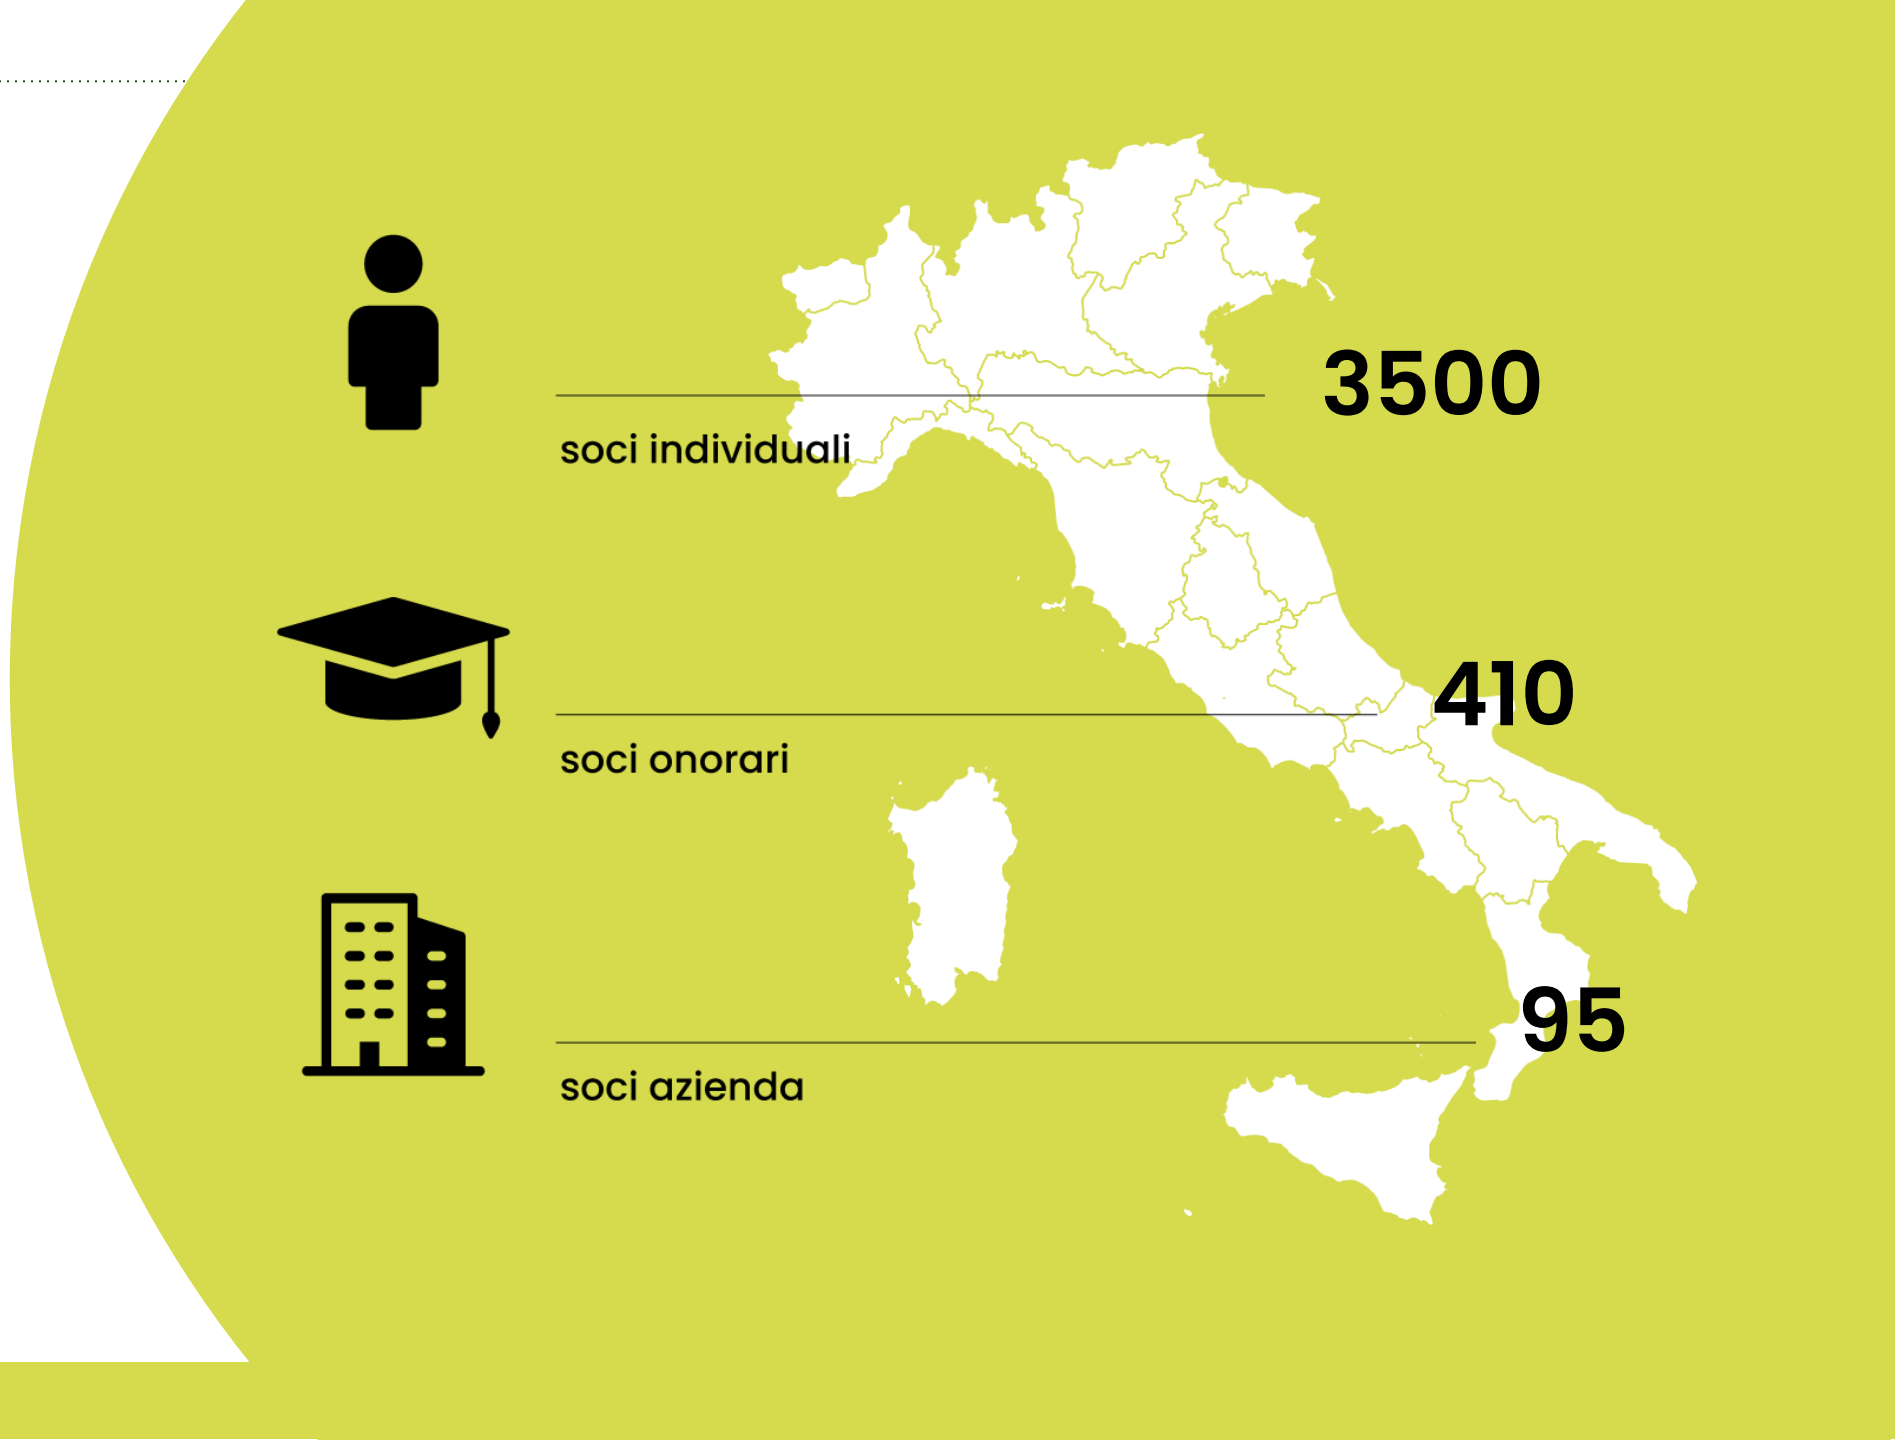 3500
soci individuali
410
soci onorari
95
soci azienda